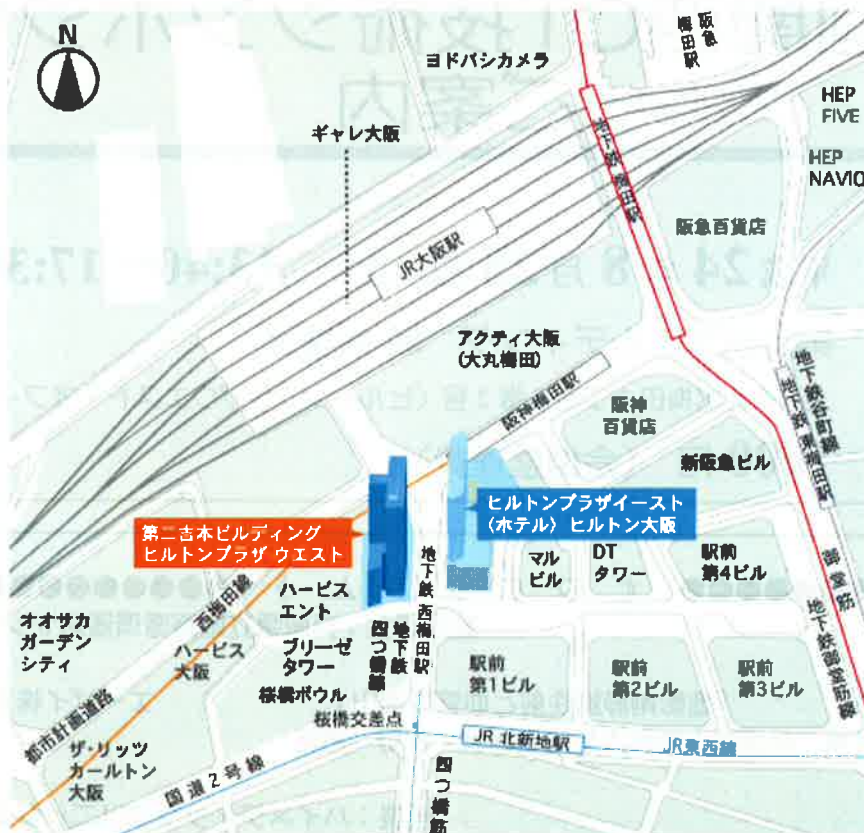 N
ヨドバシカメラ
阪急
梅田駅
HEP
FIVE
HEP
NAVIO
ギャレ大阪
地下鉄 梅田駅
阪急百貨店
JR大阪駅
アクティ大阪
(大丸梅田)
阪神梅田駅
阪神
百貨店
地下鉄谷町線
地下鉄 東梅田駅
新阪急ビル
ヒルトンプラザイースト
〈ホテル〉ヒルトン大阪
第二吉本ビルディング
ヒルトンプラザ ウエスト
マル
ビル
DT
タワー
駅前
第4ビル
御堂筋
地下鉄御堂筋線
地下鉄 西梅田駅
地下鉄
四つ橋線
西梅田線
ハービス
エント
オオサカ
ガーデン
シティ
ハービス
大阪
ブリーゼ
タワー
桜橋ボウル
駅前
第1ビル
駅前
第2ビル
駅前
第3ビル
桜橋交差点
都市計画道路
ザ・リッツ
カールトン
大阪
国道2号線
JR 北新地駅
JR東西線
四つ橋筋